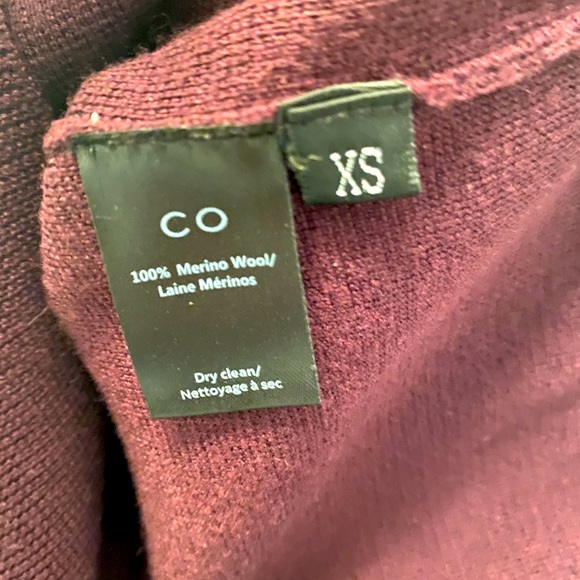 XS
CO
100% Merino Wool/
Laine Mérinos
Dry clean/
Nettoyage à sec